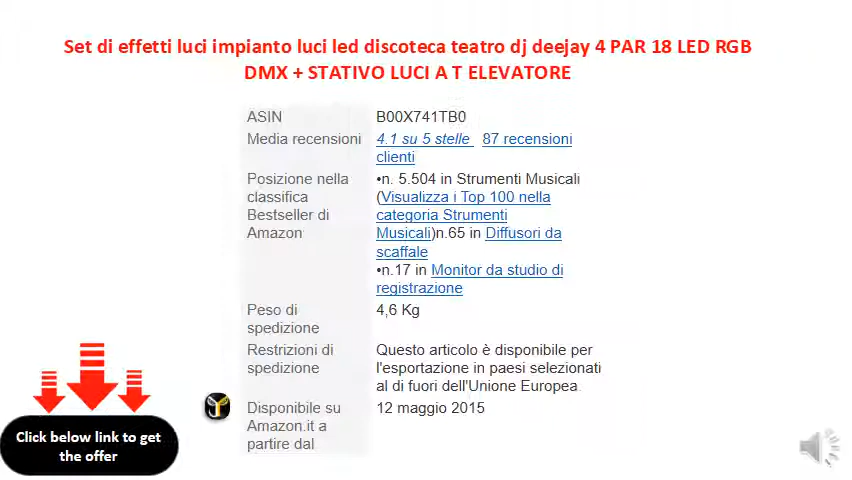 Set di effetti luci impianto luci led discoteca teatro dj deejay 4 PAR 18 LED RGB
DMX + STATIVO LUCI A T ELEVATORE
ASIN B00X741TB0
Media recensioni 4.1 su 5 stelle 87 recensioni
clienti
Posizione nella •n. 5.504 in Strumenti Musicali
classifica (Visualizza i Top 100 nella
Bestseller di categoria Strumenti
Amazon Musicali)n.65 in Diffusori da
scaffale
•n.17 in Monitor da studio di
registrazione
Peso di 4,6 Kg
spedizione
Restrizioni di Questo articolo è disponibile per
spedizione l'esportazione in paesi selezionati
al di fuori dell'Unione Europea.
Disponibile su 12 maggio 2015
Amazon.it a
partire dal
Click below link to get
the offer